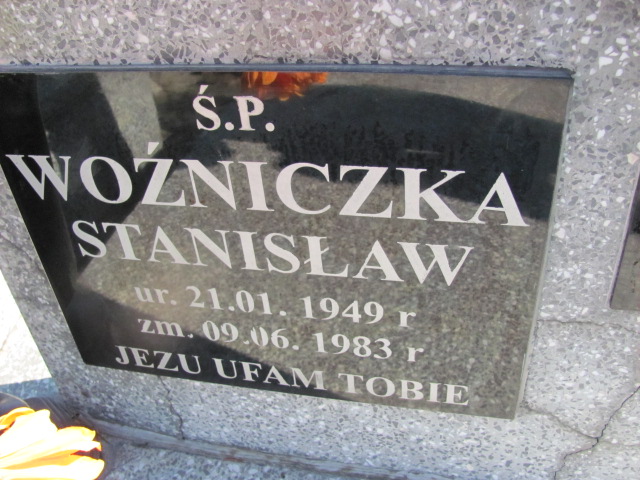 Ś.P.
WOŹNICZKA
STANISŁAW
ur. 21.01. 1949 r
zm. 09.06. 1983 r
JEZU UFAM TOBIE